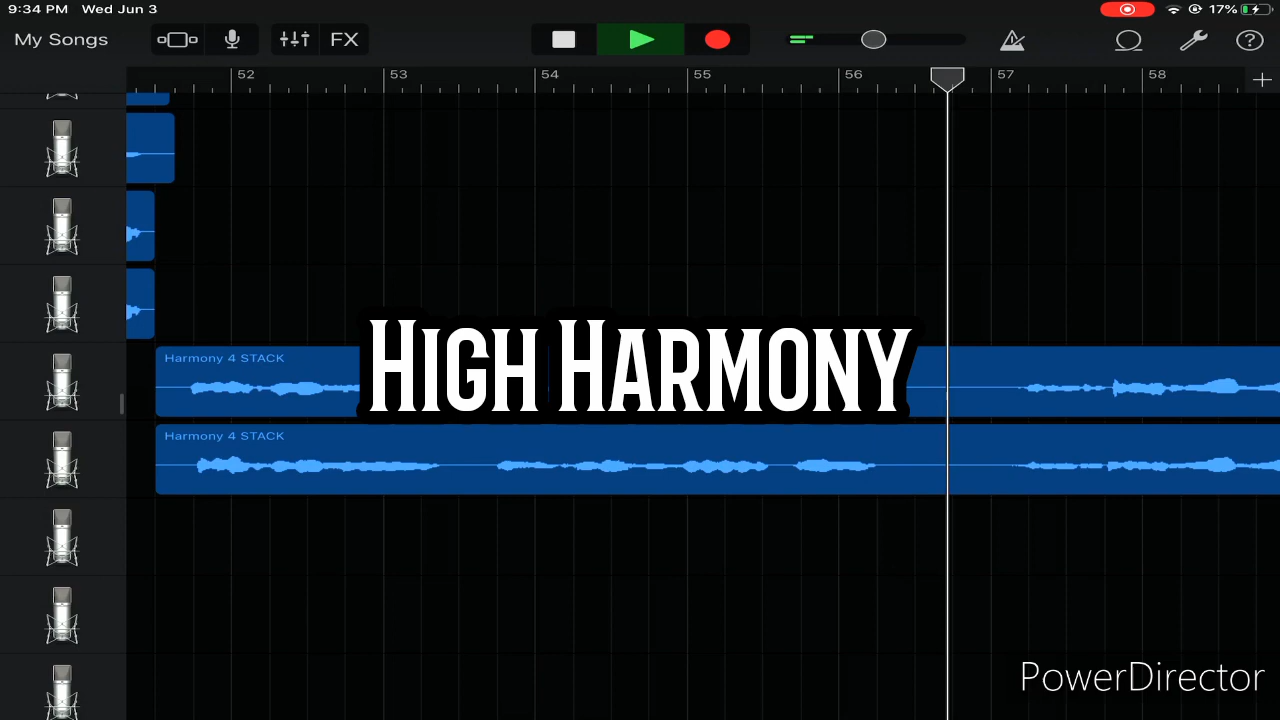 9:34 PM Wed Jun 3 17%
My Songs FX
52 53 54 55 56 57 58
Harmony 4 STACK
High Harmony
Harmony 4 STACK
PowerDirector